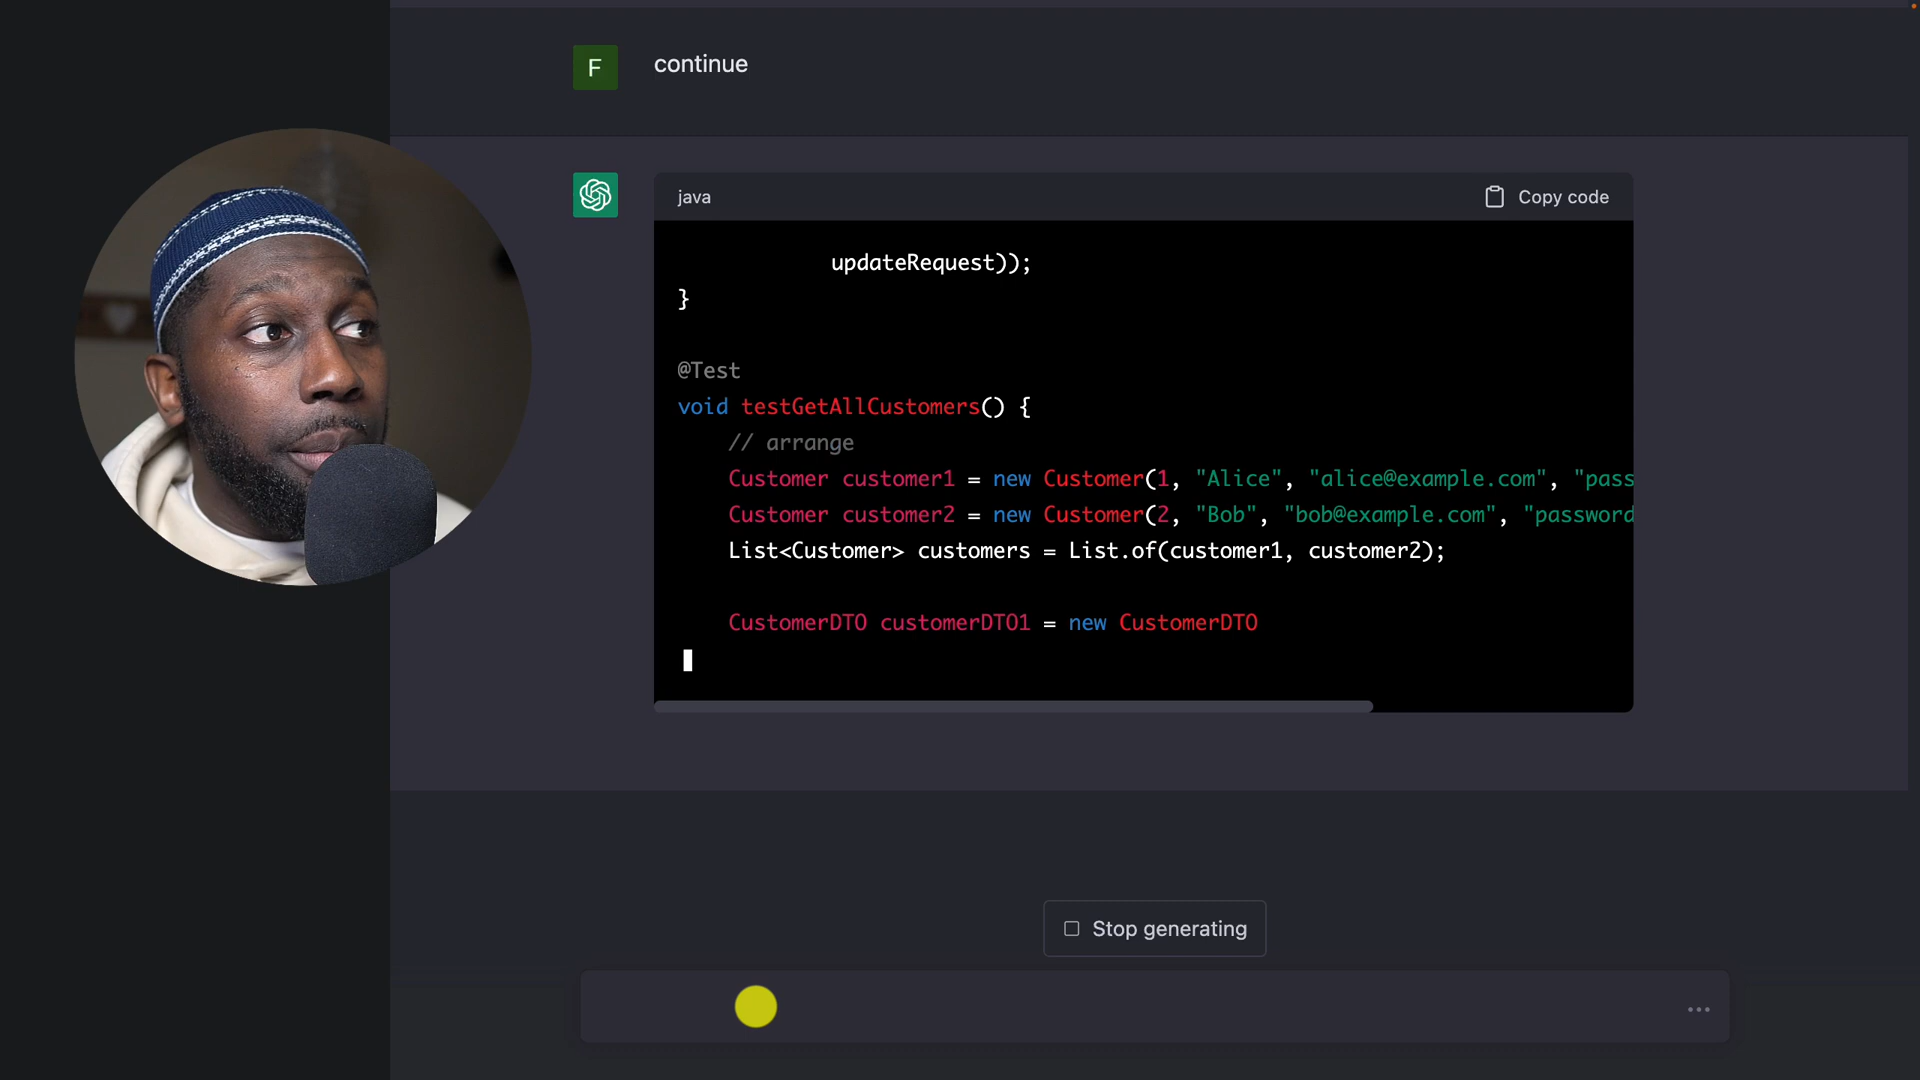 F
continue
java
Copy code
updateRequest));
}
@Test
void testGetAllCustomers() {
// arrange
Customer customer1 = new Customer(1, "Alice", "alice@example.com", "pass
Customer customer2 = new Customer(2, "Bob", "bob@example.com", "password
List<Customer> customers = List.of(customer1, customer2);
CustomerDTO customerDTO1 = new CustomerDTO
Stop generating